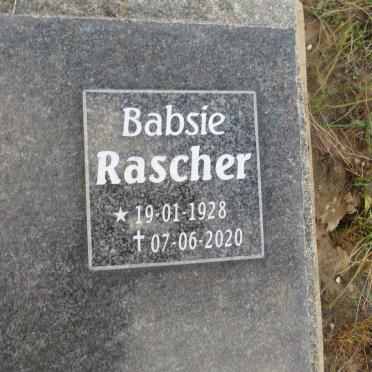 Babsie
Rascher
★ 19-01-1928
✝ 07-06-2020